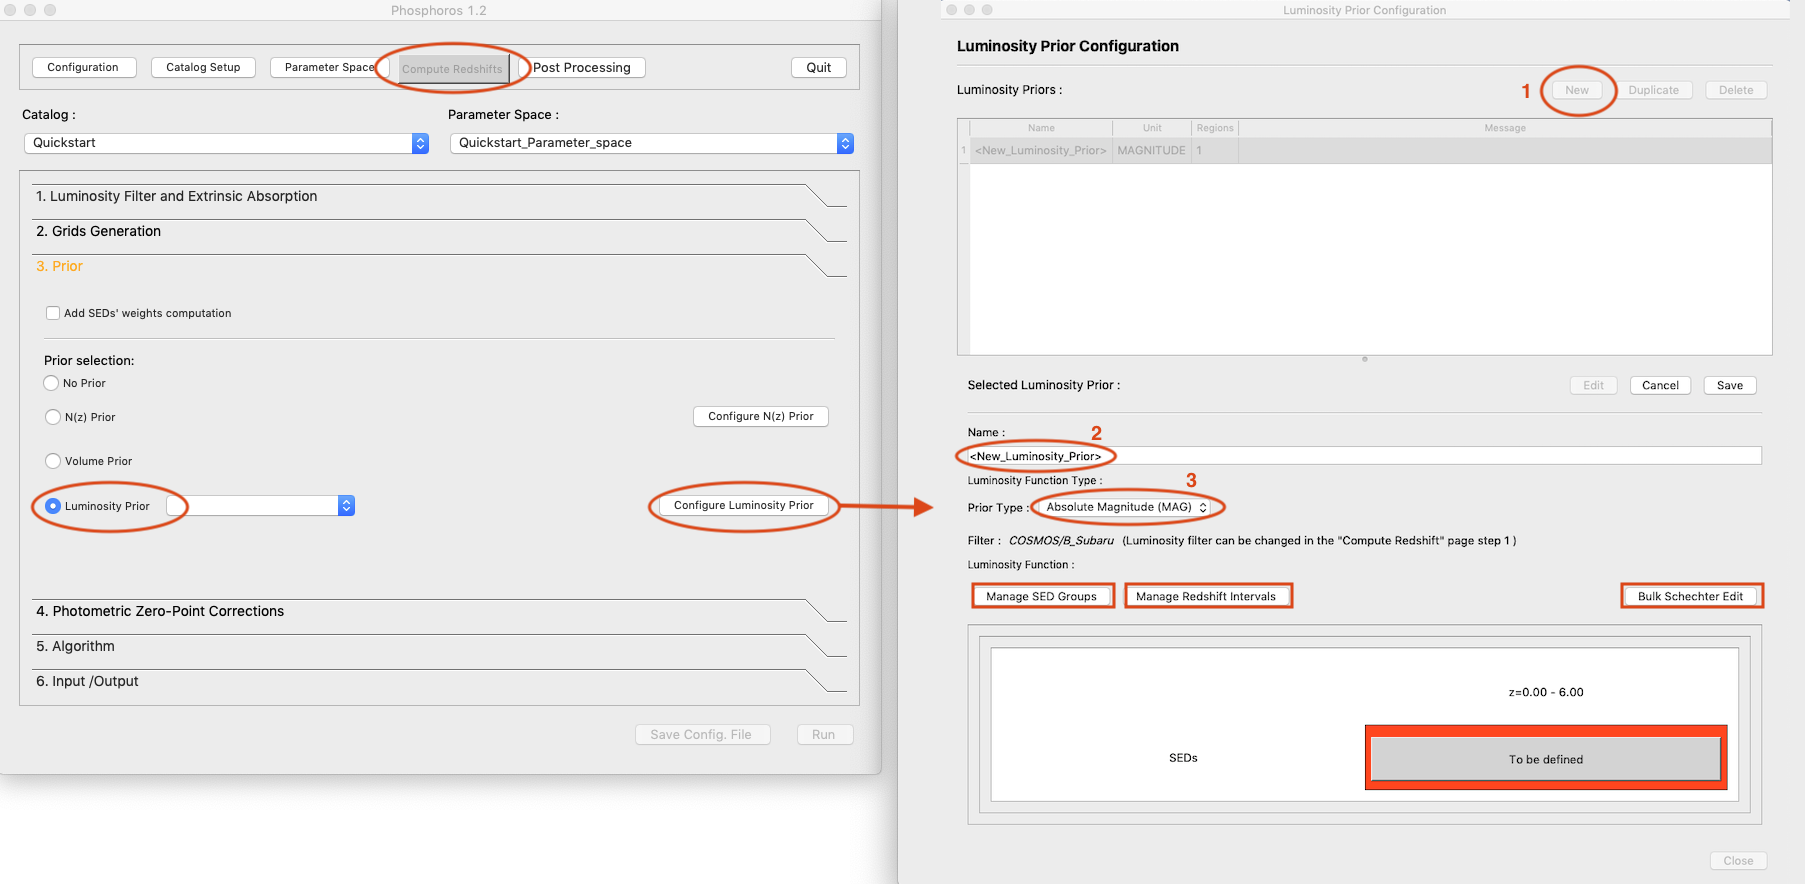 Phosphoros 1.2
Configuration
Catalog Setup
Parameter Space
Compute Redshifts
Post Processing
Quit
Catalog :
Parameter Space :
Quickstart
Quickstart_Parameter_space
1. Luminosity Filter and Extrinsic Absorption
2. Grids Generation
3. Prior
Add SEDs' weights computation
Prior selection:
No Prior
N(z) Prior
Configure N(z) Prior
Volume Prior
Luminosity Prior
Configure Luminosity Prior
4. Photometric Zero-Point Corrections
5. Algorithm
6. Input /Output
Save Config. File
Run
Luminosity Prior Configuration
Luminosity Prior Configuration
Luminosity Priors :
1
New
Duplicate
Delete
Name
Unit
Regions
Message
1
<New_Luminosity_Prior>
MAGNITUDE
1
Selected Luminosity Prior :
Edit
Cancel
Save
Name :
2
<New_Luminosity_Prior>
Luminosity Function Type :
3
Prior Type :
Absolute Magnitude (MAG)
Filter : COSMOS/B_Subaru (Luminosity filter can be changed in the "Compute Redshift" page step 1 )
Luminosity Function :
Manage SED Groups
Manage Redshift Intervals
Bulk Schechter Edit
z=0.00 - 6.00
SEDs
To be defined
Close